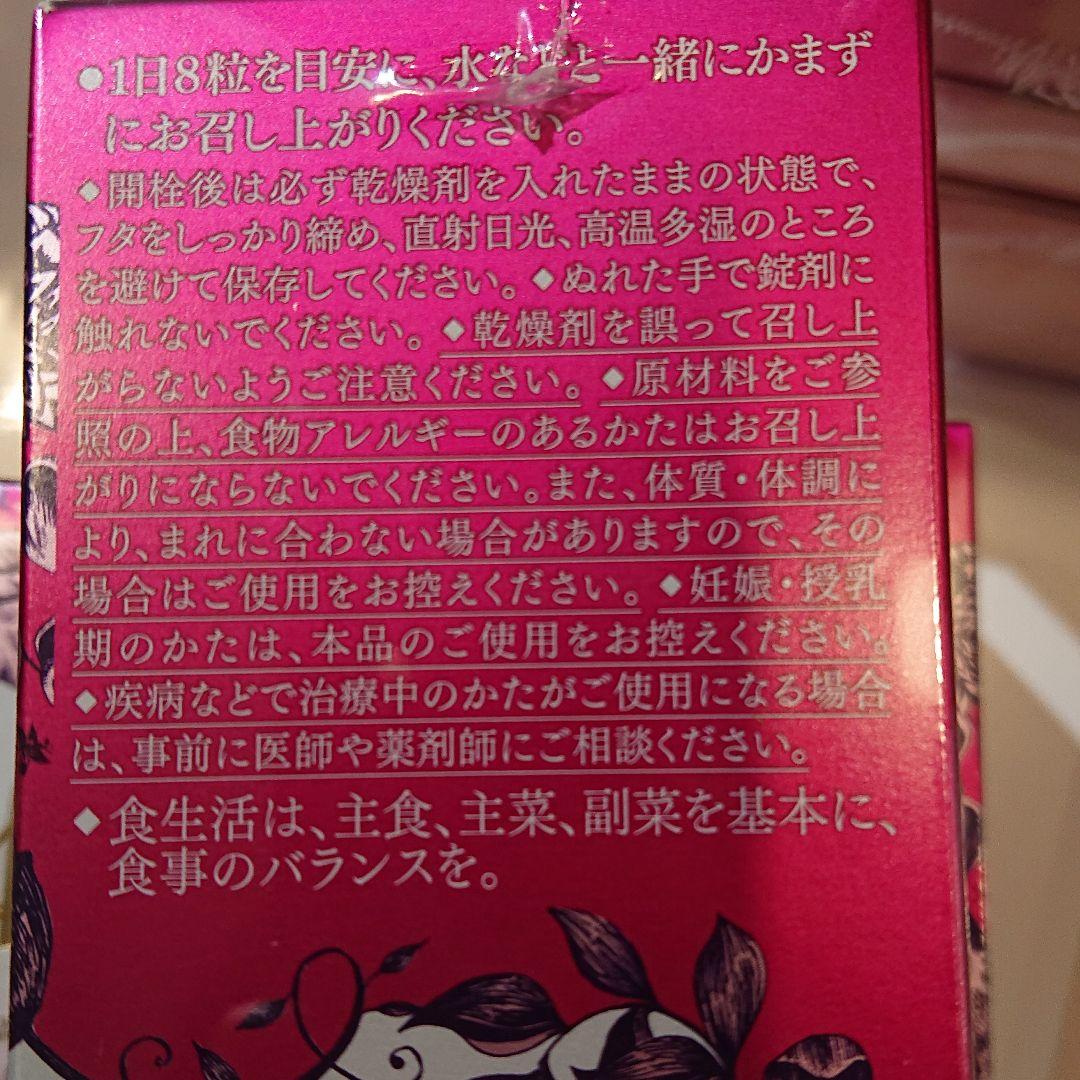 ●1日8粒を目安に、水などと一緒にかまず
にお召し上がりください。
◆開栓後は必ず乾燥剤を入れたままの状態で、
フタをしっかり締め、直射日光、高温多湿のところ
を避けて保存してください。◆ぬれた手で錠剤に
触れないでください。◆乾燥剤を誤って召し上
がらないようご注意ください。◆原材料をご参
照の上、食物アレルギーのあるかたはお召し上
がりにならないでください。また、体質・体調に
より、まれに合わない場合がありますので、その
場合はご使用をお控えください。◆妊娠・授乳
期のかたは、本品のご使用をお控えください。
◆疾病などで治療中のかたがご使用になる場合
は、事前に医師や薬剤師にご相談ください。
◆食生活は、主食、主菜、副菜を基本に、
食事のバランスを。